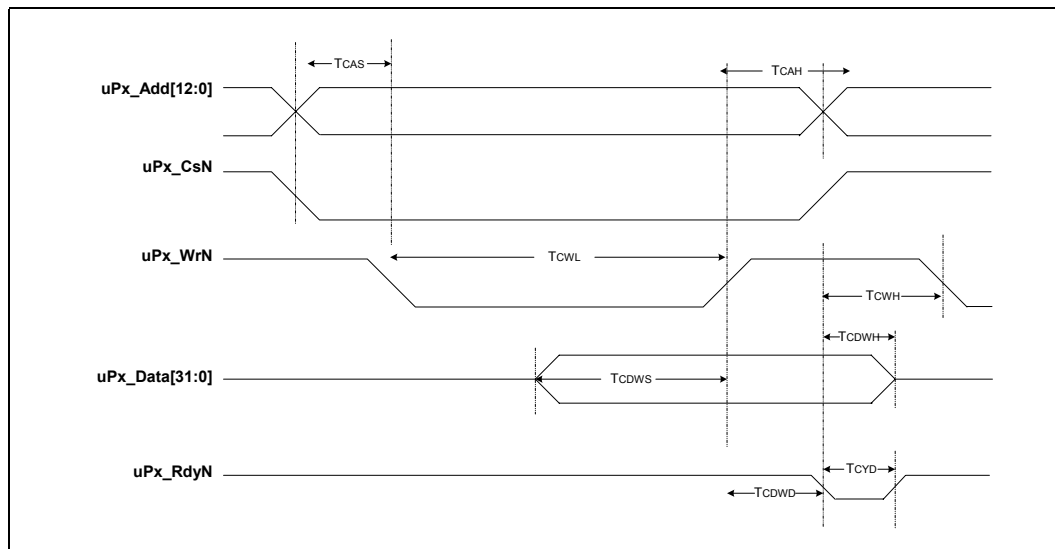 TCAS
TCAH
uPx_Add[12:0]
uPx_CsN
uPx_WrN
TCWL
TCWH
TCDWH
uPx_Data[31:0]
TCDWS
uPx_RdyN
TCYD
TCDWD